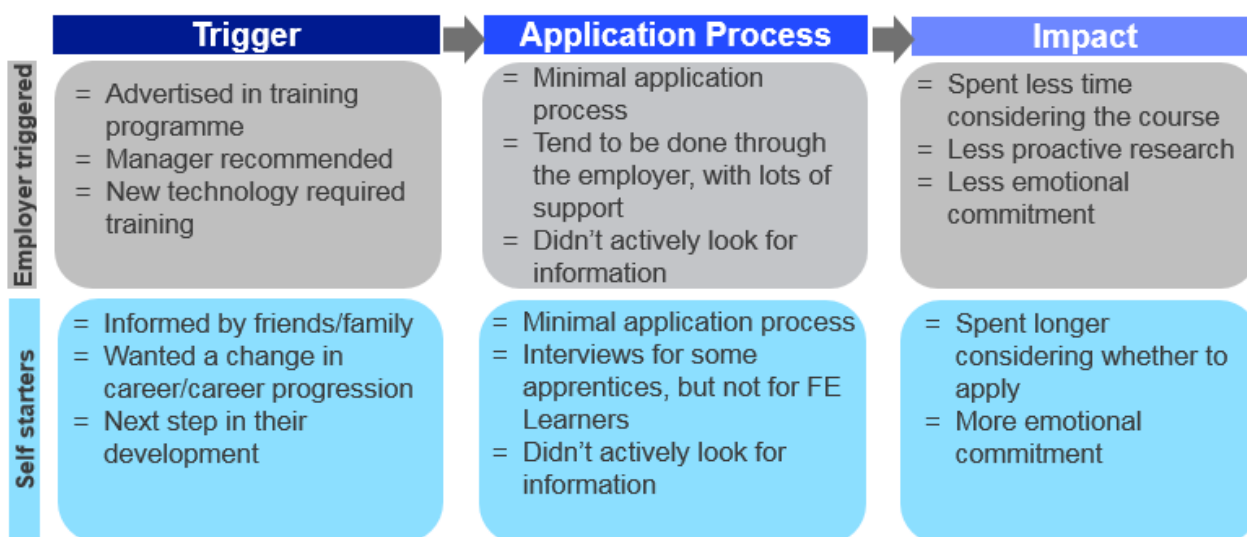 Trigger
Application Process
Impact
Employer triggered
= Advertised in training
programme
= Manager recommended
= New technology required
training
= Minimal application
process
= Tend to be done through
the employer, with lots of
support
= Didn’t actively look for
information
= Spent less time
considering the course
= Less proactive research
= Less emotional
commitment
Self starters
= Informed by friends/family
= Wanted a change in
career/career progression
= Next step in their
development
= Minimal application process
= Interviews for some
apprentices, but not for FE
Learners
= Didn’t actively look for
information
= Spent longer
considering whether to
apply
= More emotional
commitment